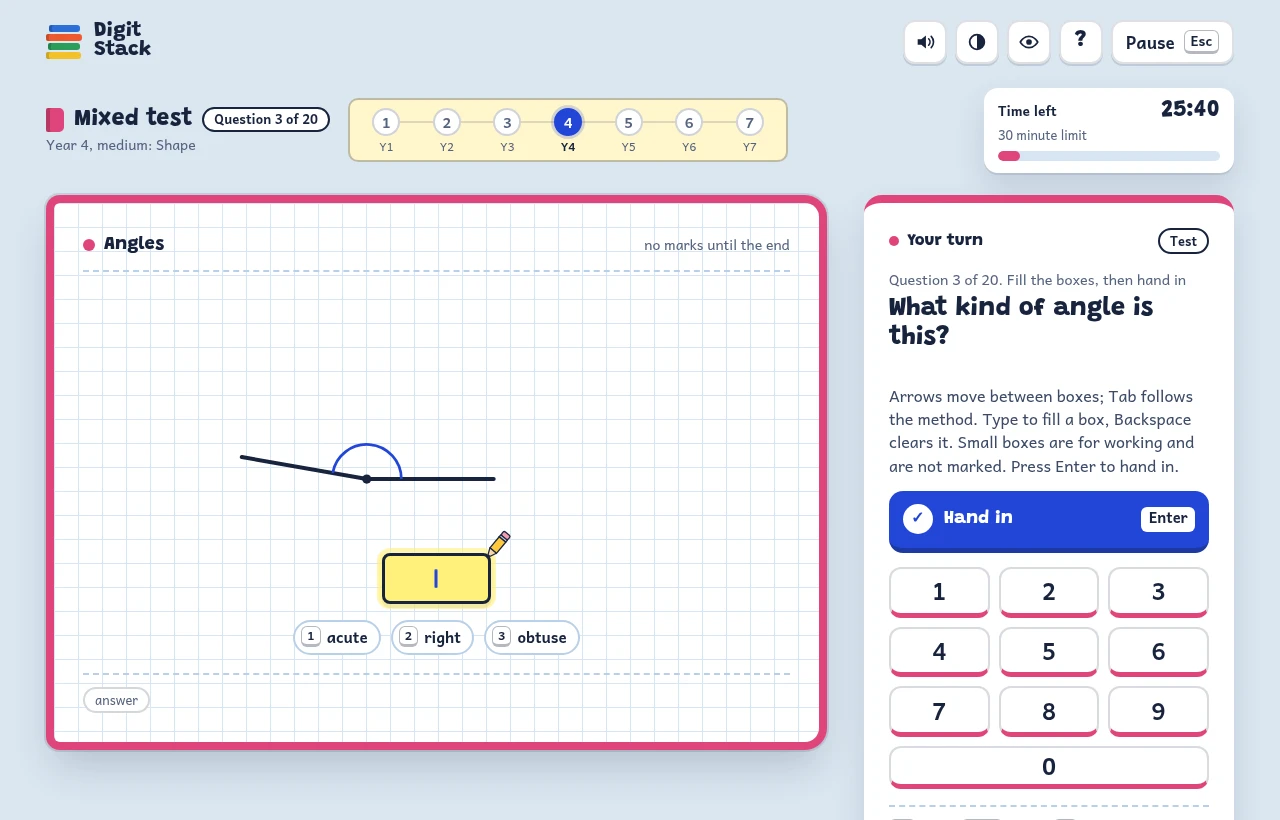 Digit
Stack
?
Pause Esc
Mixed test Question 3 of 20
Year 4, medium: Shape
1 2 3 4 5 6 7
Y1 Y2 Y3 Y4 Y5 Y6 Y7
Time left 25:40
30 minute limit
Angles
no marks until the end
1 acute 2 right 3 obtuse
answer
Your turn
Test
Question 3 of 20. Fill the boxes, then hand in
What kind of angle is
this?
Arrows move between boxes; Tab follows
the method. Type to fill a box, Backspace
clears it. Small boxes are for working and
are not marked. Press Enter to hand in.
✓ Hand in Enter
1 2 3
4 5 6
7 8 9
0